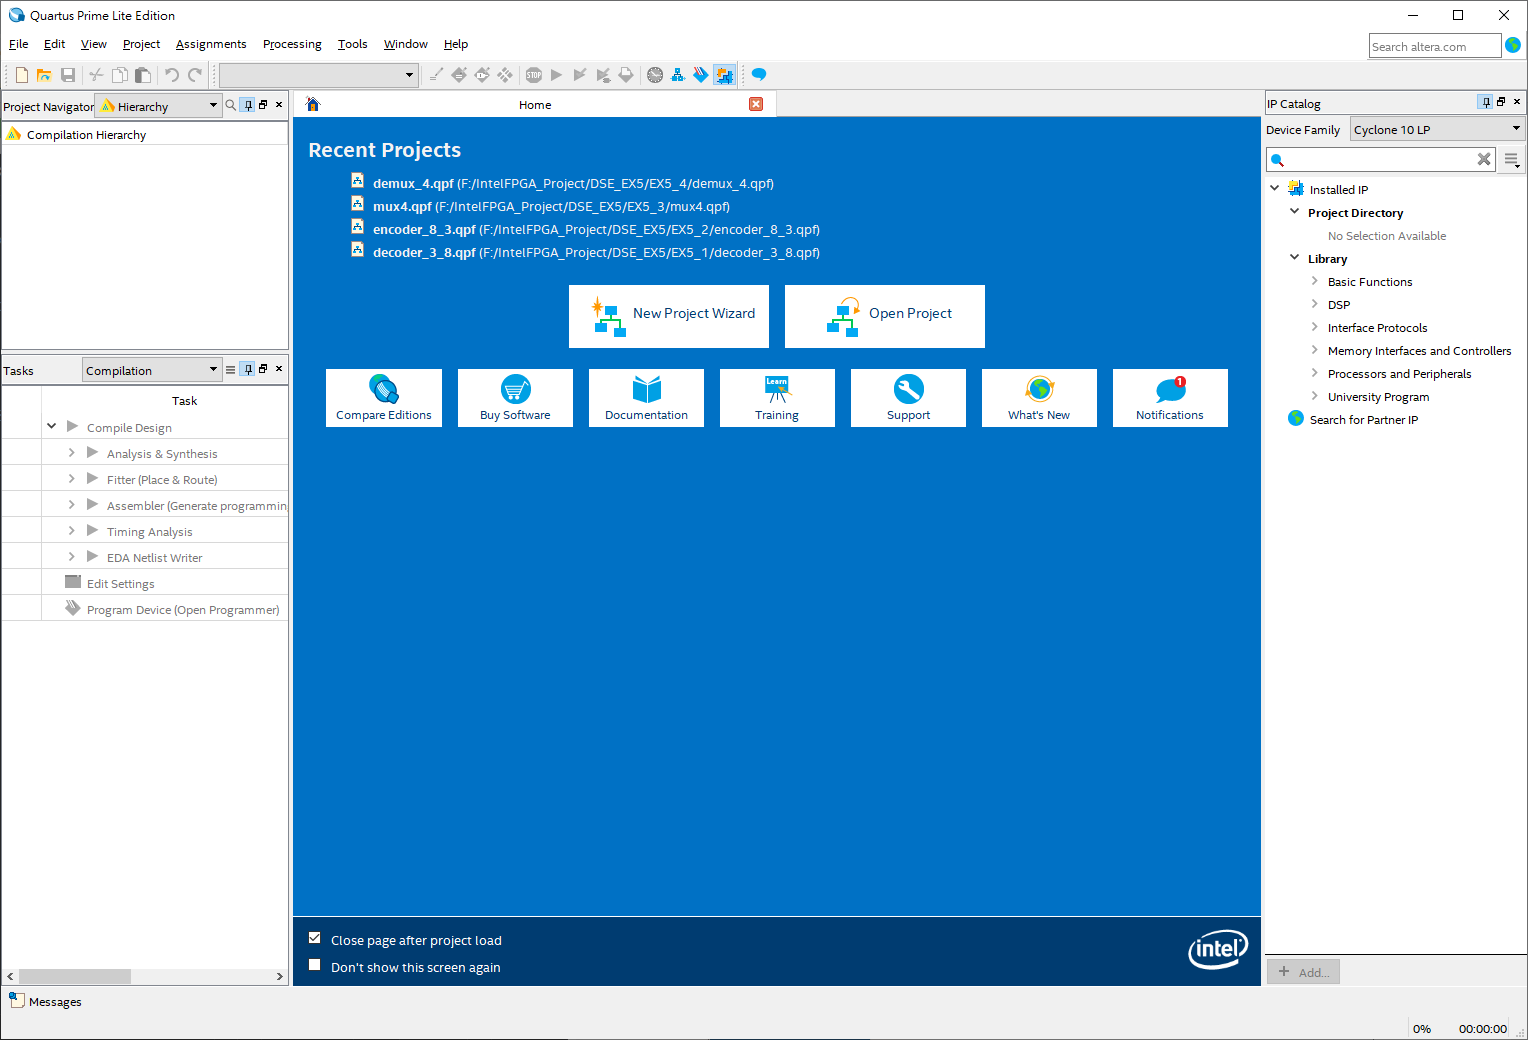 Quartus Prime Lite Edition
File Edit View Project Assignments Processing Tools Window Help
Search altera.com
STOP
Project Navigator Hierarchy
Compilation Hierarchy
Tasks Compilation
Task
Compile Design
Analysis & Synthesis
Fitter (Place & Route)
Assembler (Generate programmin
Timing Analysis
EDA Netlist Writer
Edit Settings
Program Device (Open Programmer)
Home
Recent Projects
demux_4.qpf (F:/IntelFPGA_Project/DSE_EX5/EX5_4/demux_4.qpf)
mux4.qpf (F:/IntelFPGA_Project/DSE_EX5/EX5_3/mux4.qpf)
encoder_8_3.qpf (F:/IntelFPGA_Project/DSE_EX5/EX5_2/encoder_8_3.qpf)
decoder_3_8.qpf (F:/IntelFPGA_Project/DSE_EX5/EX5_1/decoder_3_8.qpf)
New Project Wizard
Open Project
Compare Editions
Buy Software
Documentation
Learn
Training
Support
What's New
1
Notifications
Close page after project load
Don't show this screen again
intel
IP Catalog
Device Family Cyclone 10 LP
Installed IP
Project Directory
No Selection Available
Library
Basic Functions
DSP
Interface Protocols
Memory Interfaces and Controllers
Processors and Peripherals
University Program
Search for Partner IP
+ Add...
Messages
0% 00:00:00